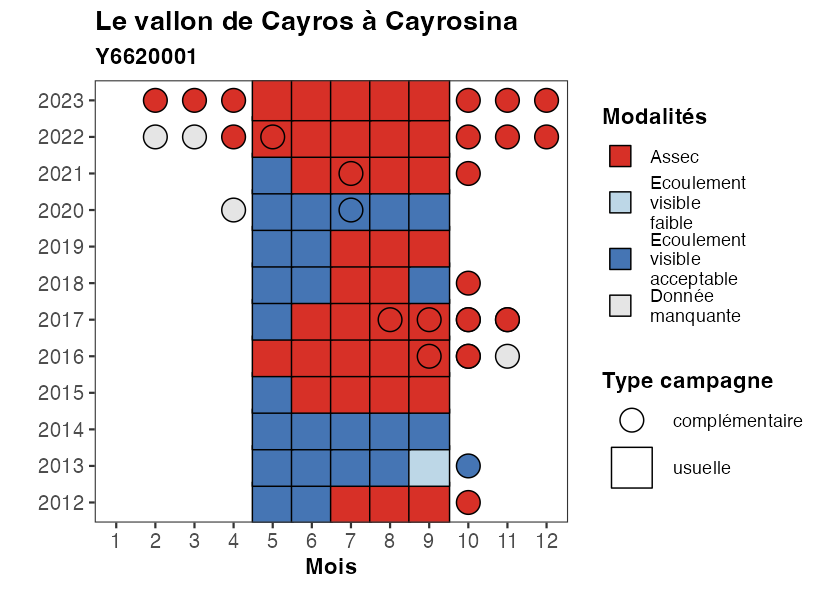 Le vallon de Cayros à Cayrosina
Y6620001
2023
2022
2021
2020
2019
2018
2017
2016
2015
2014
2013
2012
1 2 3 4 5 6 7 8 9 10 11 12
Mois
Modalités
Assec
Ecoulement
visible
faible
Ecoulement
visible
acceptable
Donnée
manquante
Type campagne
complémentaire
usuelle